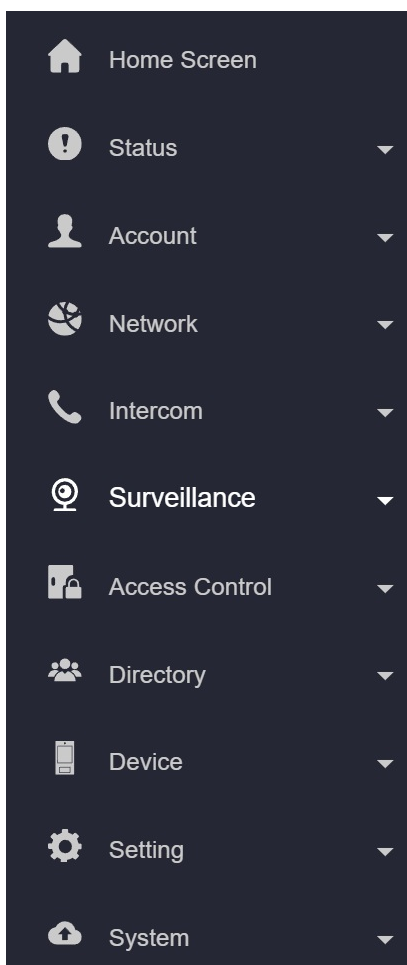 Home Screen
Status
Account
Network
Intercom
Surveillance
Access Control
Directory
Device
Setting
System